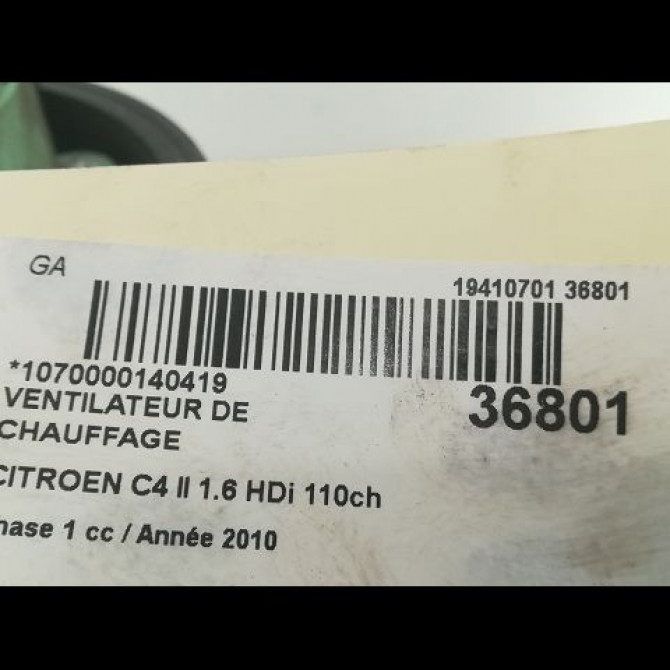 GA
19410701 36801
*1070000140419
36801
VENTILATEUR DE
CHAUFFAGE
CITROEN C4 II 1.6 HDi 110ch
hase 1 cc / Année 2010